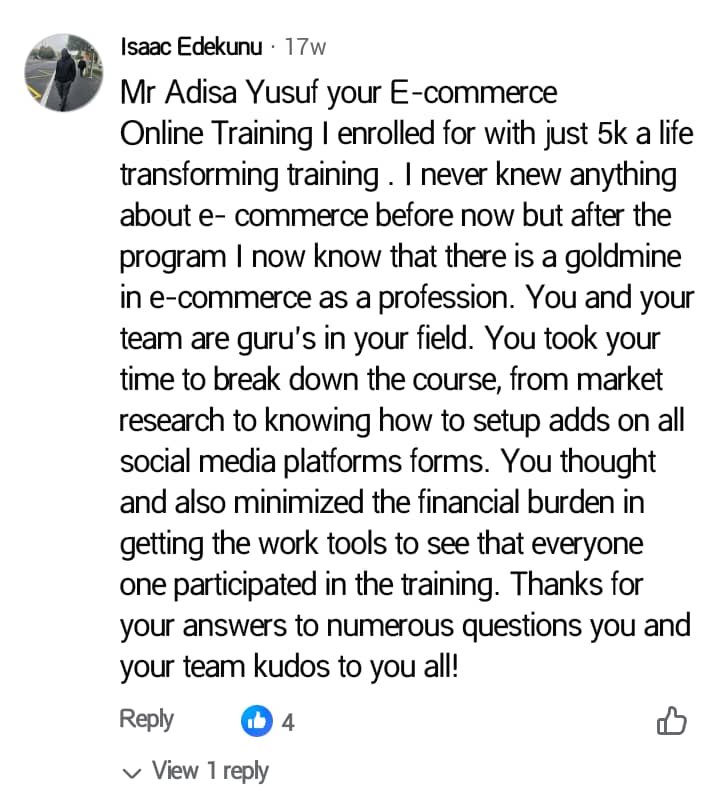 Isaac Edekunu · 17w
Mr Adisa Yusuf your E-commerce
Online Training I enrolled for with just 5k a life
transforming training . I never knew anything
about e- commerce before now but after the
program I now know that there is a goldmine
in e-commerce as a profession. You and your
team are guru's in your field. You took your
time to break down the course, from market
research to knowing how to setup adds on all
social media platforms forms. You thought
and also minimized the financial burden in
getting the work tools to see that everyone
one participated in the training. Thanks for
your answers to numerous questions you and
your team kudos to you all!
Reply 4
View 1 reply